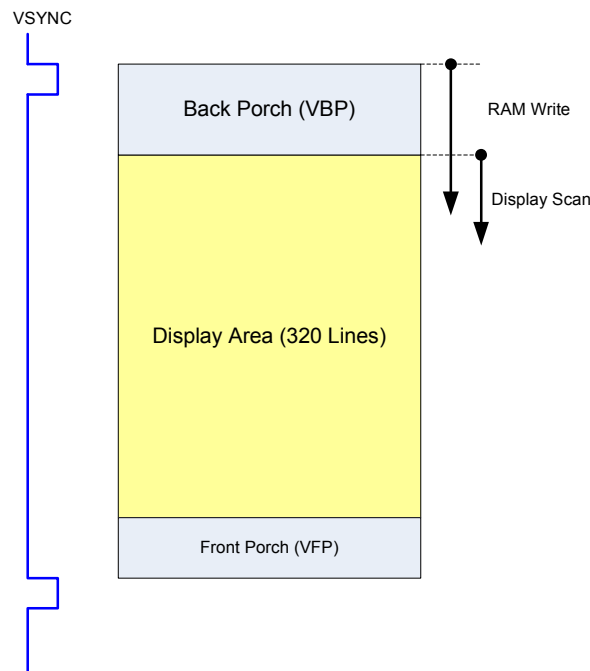 VSYNC
Back Porch (VBP)
RAM Write
Display Scan
Display Area (320 Lines)
Front Porch (VFP)